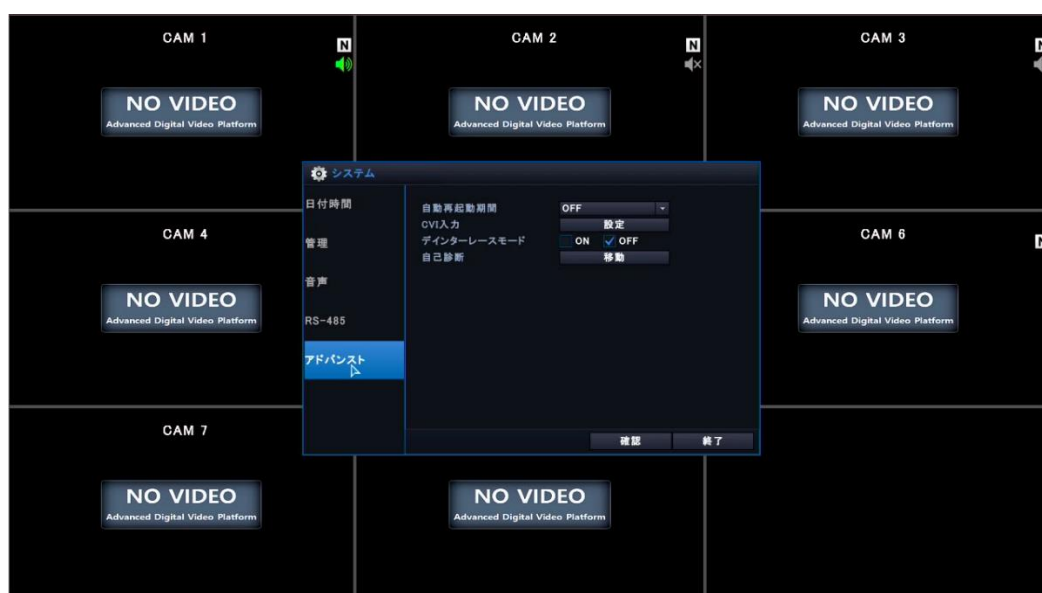 CAM 1
N
NO VIDEO
Advanced Digital Video Platform
CAM 2
N
NO VIDEO
Advanced Digital Video Platform
CAM 3
NO VIDEO
Advanced Digital Video Platform
システム
日付時間
管理
音声
RS-485
アドバンスト
自動再起動期間 OFF
CVI入力 設定
デインターレースモード ON OFF
自己診断 移動
確認 終了
CAM 4
NO VIDEO
Advanced Digital Video Platform
CAM 6
NO VIDEO
Advanced Digital Video Platform
CAM 7
NO VIDEO
Advanced Digital Video Platform
NO VIDEO
Advanced Digital Video Platform